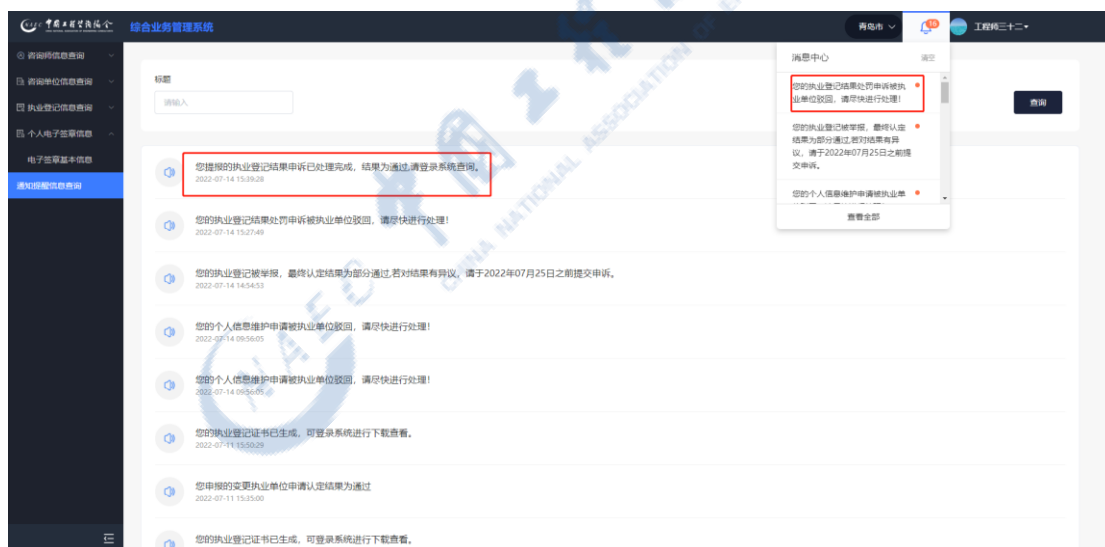 CNAEC 中国工程咨询协会
综合业务管理系统
青岛市
16
工程师三十二
咨询师信息查询
咨询单位信息查询
执业登记信息查询
个人电子签章信息
电子签章基本信息
通知提醒信息查询
标题
请输入
查询
消息中心
清空
您的执业登记结果处罚申诉被执
业单位驳回，请尽快进行处理!
您的执业登记被举报，最终认定
结果为部分通过,若对结果有异
议，请于2022年07月25日之前提
交申诉。
您的个人信息维护申请被执业单
查看全部
您提报的执业登记结果申诉已处理完成，结果为通过,请登录系统查询。
2022-07-14 15:39:28
您的执业登记结果处罚申诉被执业单位驳回，请尽快进行处理!
2022-07-14 15:27:49
您的执业登记被举报，最终认定结果为部分通过,若对结果有异议，请于2022年07月25日之前提交申诉。
2022-07-14 14:54:53
您的个人信息维护申请被执业单位驳回，请尽快进行处理!
2022-07-14 09:56:05
您的个人信息维护申请被执业单位驳回，请尽快进行处理!
2022-07-14 09:56:05
您的执业登记证书已生成，可登录系统进行下载查看。
2022-07-11 15:50:29
您申报的变更执业单位申请认定结果为通过
2022-07-11 15:35:00
您的执业登记证书已生成，可登录系统进行下载查看。
CNAEC
CHINA NATIONAL ASSOCIATION OF